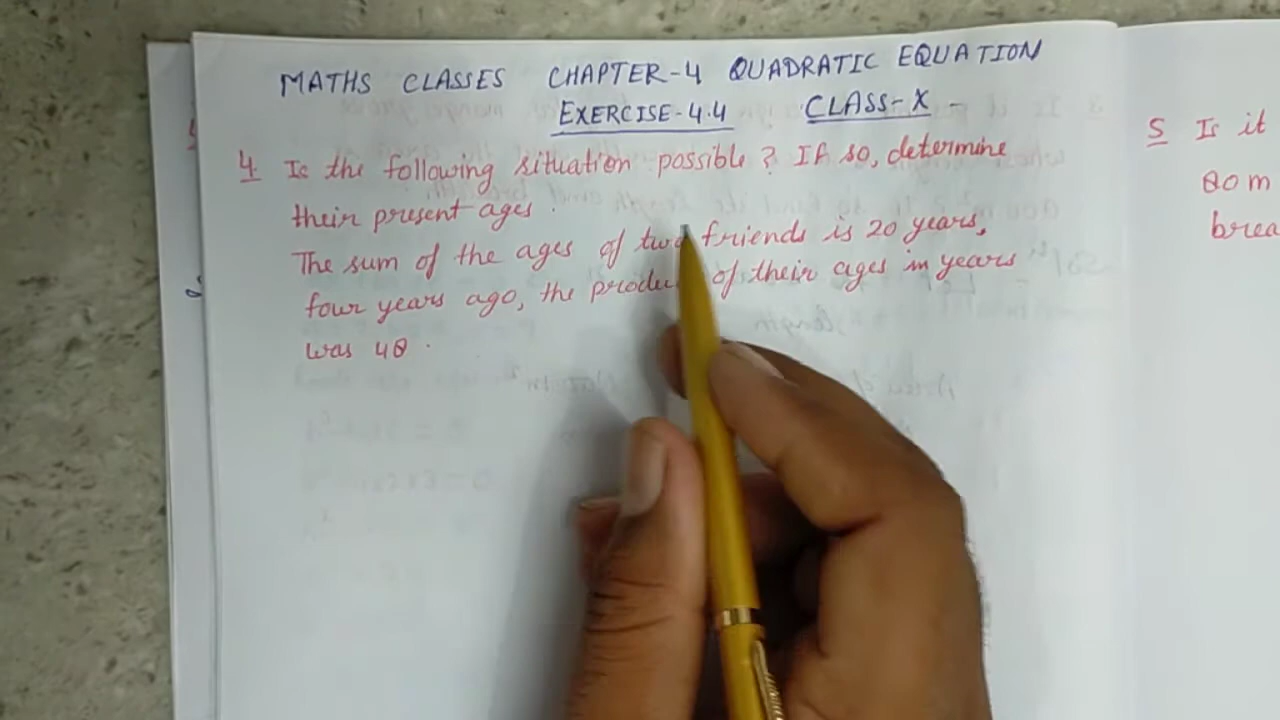 MATHS CLASSES CHAPTER-4 QUADRATIC EQUATION
EXERCISE-4.4 CLASS-X
4 Is the following situation possible? If so, determine
their present ages.
The sum of the ages of two friends is 20 years,
four years ago, the product of their ages in years
was 48.
5 Is it
80m
brea